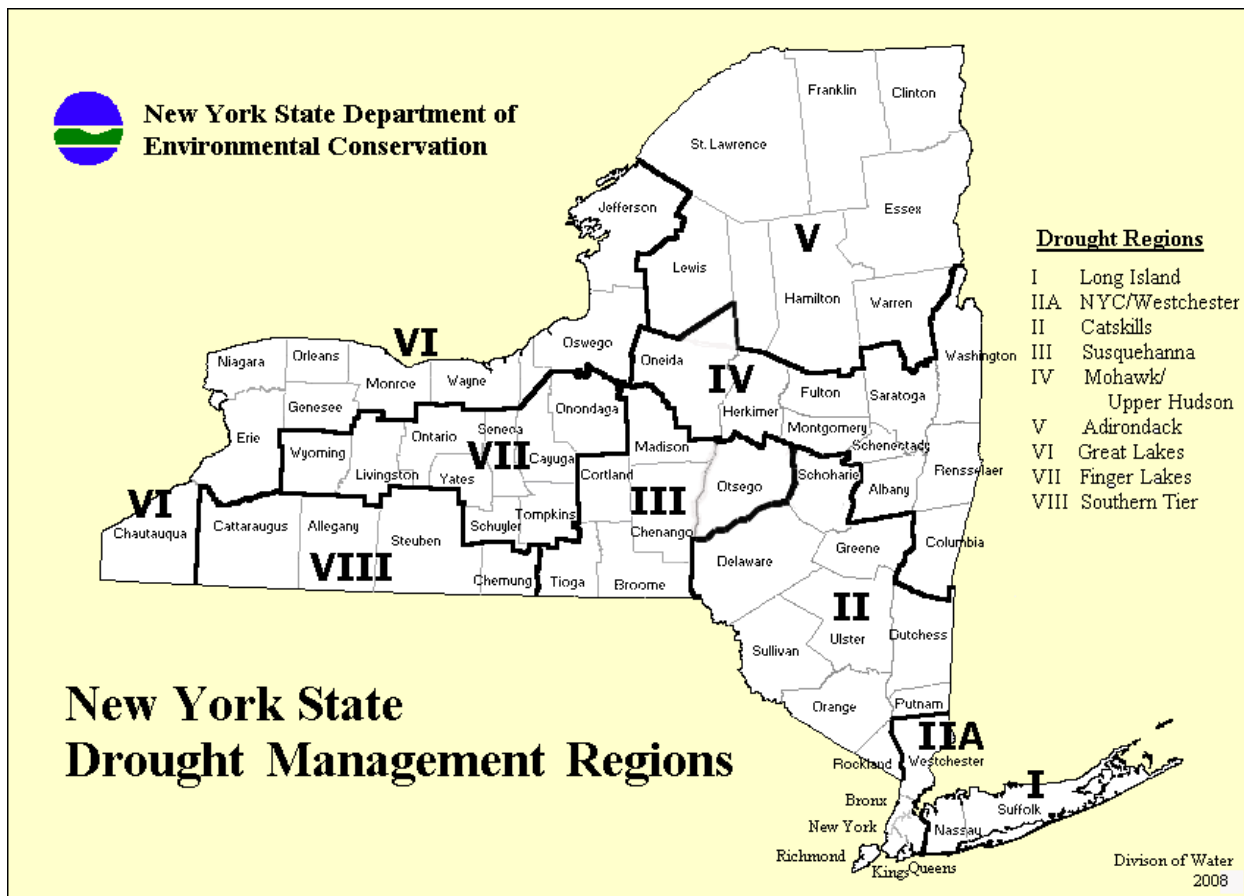 New York State Department of
Environmental Conservation
Franklin
Clinton
St. Lawrence
Jefferson
Essex
V
Lewis
Hamilton
Warren
Drought Regions
I Long Island
IIA NYC/Westchester
II Catskills
III Susquehanna
IV Mohawk/
Upper Hudson
V Adirondack
VI Great Lakes
VII Finger Lakes
VIII Southern Tier
VI
Niagara
Orleans
Monroe
Wayne
Oswego
Oneida
IV
Washington
Genesee
Onondaga
Herkimer
Fulton
Saratoga
Erie
Wyoming
Livingston
Ontario
Seneca
VII
Yates
Cayuga
Madison
Montgomery
Schenectady
Cortland
III
Otsego
Schoharie
Albany
Rensselaer
VI
Chautauqua
Cattaraugus
Allegany
Steuben
Schuyler
Tompkins
Chenango
VIII
Chemung
Tioga
Broome
Delaware
Greene
Columbia
II
Ulster
Dutchess
Sullivan
Orange
Putnam
New York State
Drought Management Regions
IIA
Rockland
Westchester
Bronx
I
Suffolk
New York
Nassau
Richmond
Kings
Queens
Divison of Water
2008